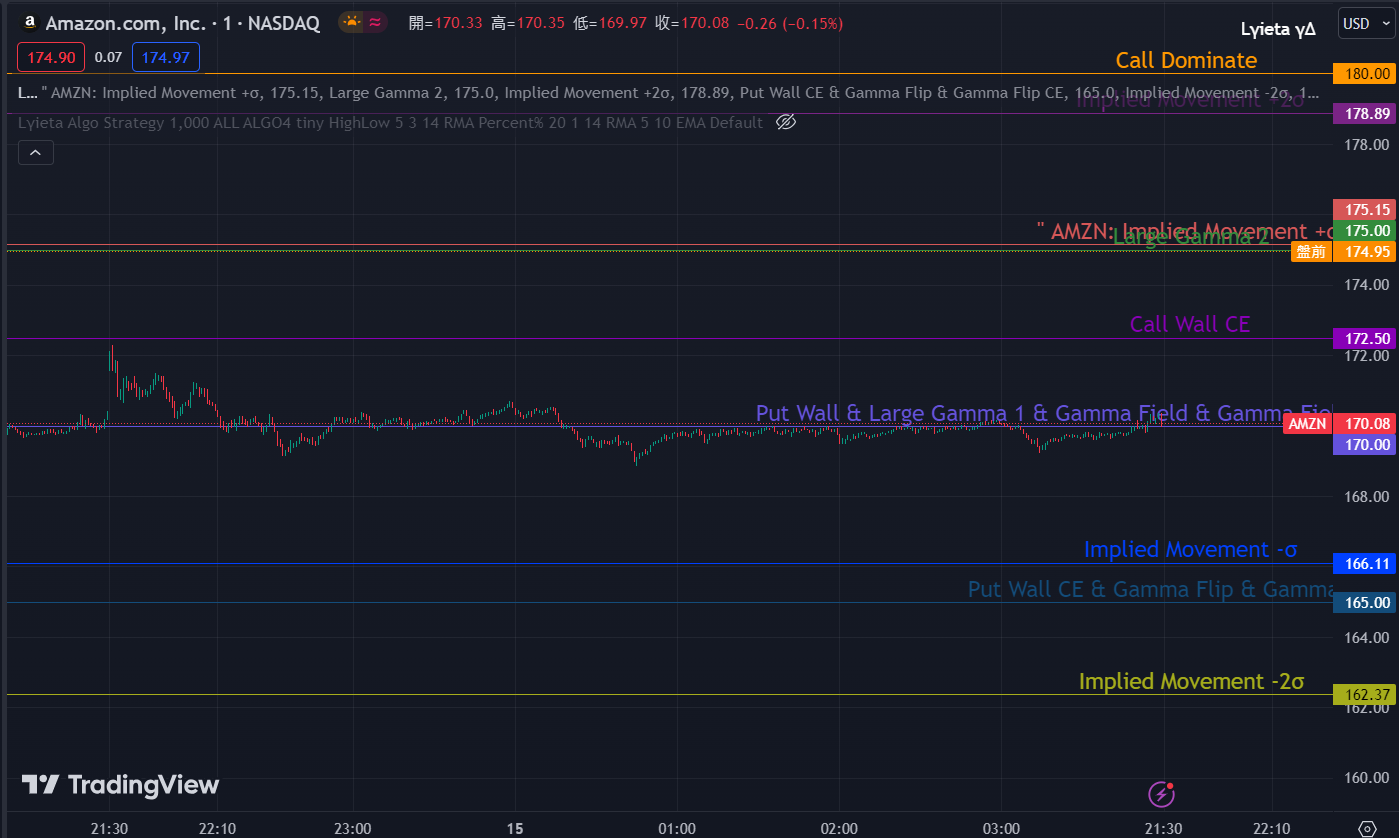 Amazon.com, Inc. · 1 · NASDAQ 開=170.33 高=170.35 低=169.97 收=170.08 −0.26 (−0.15%)
Lyieta γΔ
USD
174.90 0.07 174.97
Call Dominate
180.00
L... " AMZN: Implied Movement +σ, 175.15, Large Gamma 2, 175.0, Implied Movement +2σ, 178.89, Put Wall CE & Gamma Flip & Gamma Flip CE, 165.0, Implied Movement -2σ, 1...
Implied Movement +2σ
178.89
Lyieta Algo Strategy 1,000 ALL ALGO4 tiny HighLow 5 3 14 RMA Percent% 20 1 14 RMA 5 10 EMA Default
178.00
175.15
" AMZN: Implied Movement +σ
Large Gamma 2
175.00
盤前 174.95
174.00
Call Wall CE
172.50
172.00
Put Wall & Large Gamma 1 & Gamma Field & Gamma Fiel
AMZN 170.08
170.00
168.00
Implied Movement -σ
166.11
Put Wall CE & Gamma Flip & Gamma
165.00
164.00
Implied Movement -2σ
162.37
162.00
TradingView
160.00
21:30 22:10 23:00 15 01:00 02:00 03:00 21:30 22:10